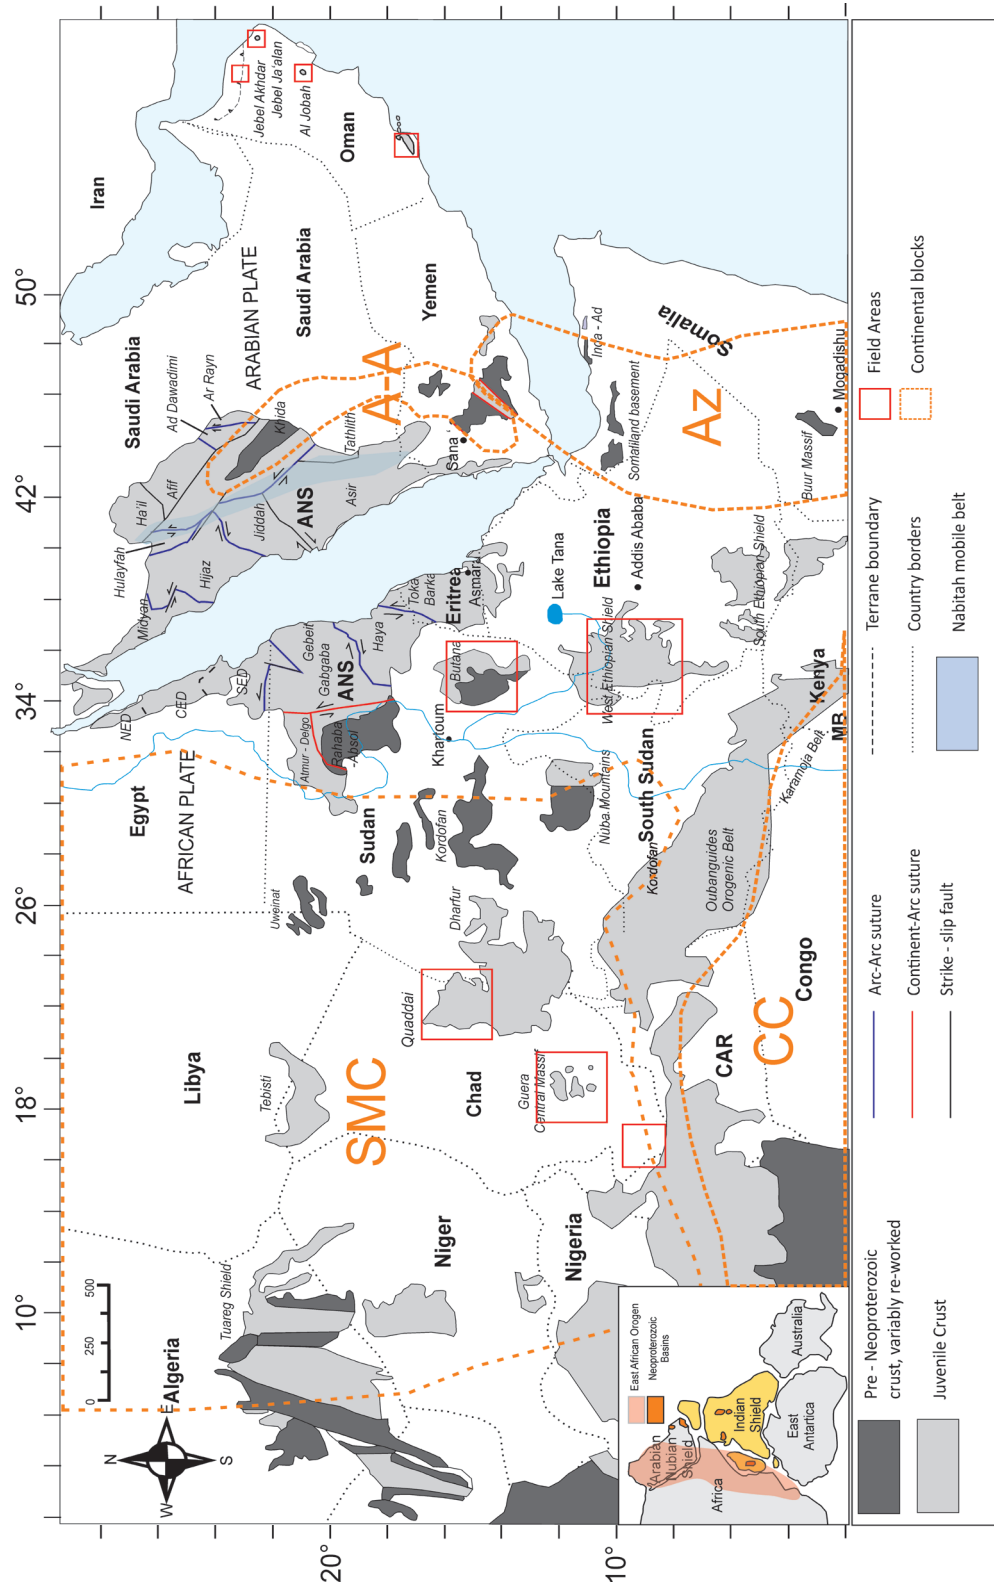 10°
18°
26°
34°
42°
50°
20°
10°
N
S
W
E
0
250
500
Algeria
Libya
Egypt
AFRICAN PLATE
Niger
Nigeria
Chad
Sudan
South Sudan
CAR
Congo
Kenya
Ethiopia
Eritrea
Somalia
Yemen
Oman
Iran
Saudi Arabia
Saudi Arabia
ARABIAN PLATE
SMC
CC
Az
A-A
ANS
ANS
MB
Tuareg Shield
Tebisti
Uweinat
Quaddai
Guera
Central Massif
Dharfur
Kordofan
Kordofan
Nuba Mountains
Oubanguides
Orogenic Belt
Karamoja Belt
NED
CED
SED
Midyan
Hijaz
Hulayfah
Ha'il
Afif
Jiddah
Asir
Tathlith
Khida
Ad Dawadimi
Ar Rayn
Gebeit
Gabgaba
Haya
Toka
Barka
Atmur - Delgo
Rahaba
Absol
Butana
Khartoum
Asmara
Sana
Lake Tana
Addis Ababa
West Ethiopian Shield
South Ethiopian Shield
Somaliland basement
Inda - Ad
Buur Massif
Mogadishu
Jebel Akhdar
Jebel Ja'alan
Al Jobah
East African Orogen
Neoproterozoic
Basins
Arabian
Nubian
Shield
Africa
Indian
Shield
East
Antartica
Australia
Pre - Neoproterozoic
crust, variably re-worked
Juvenile Crust
Arc-Arc suture
Continent-Arc suture
Strike - slip fault
Terrane boundary
Country borders
Nabitah mobile belt
Field Areas
Continental blocks